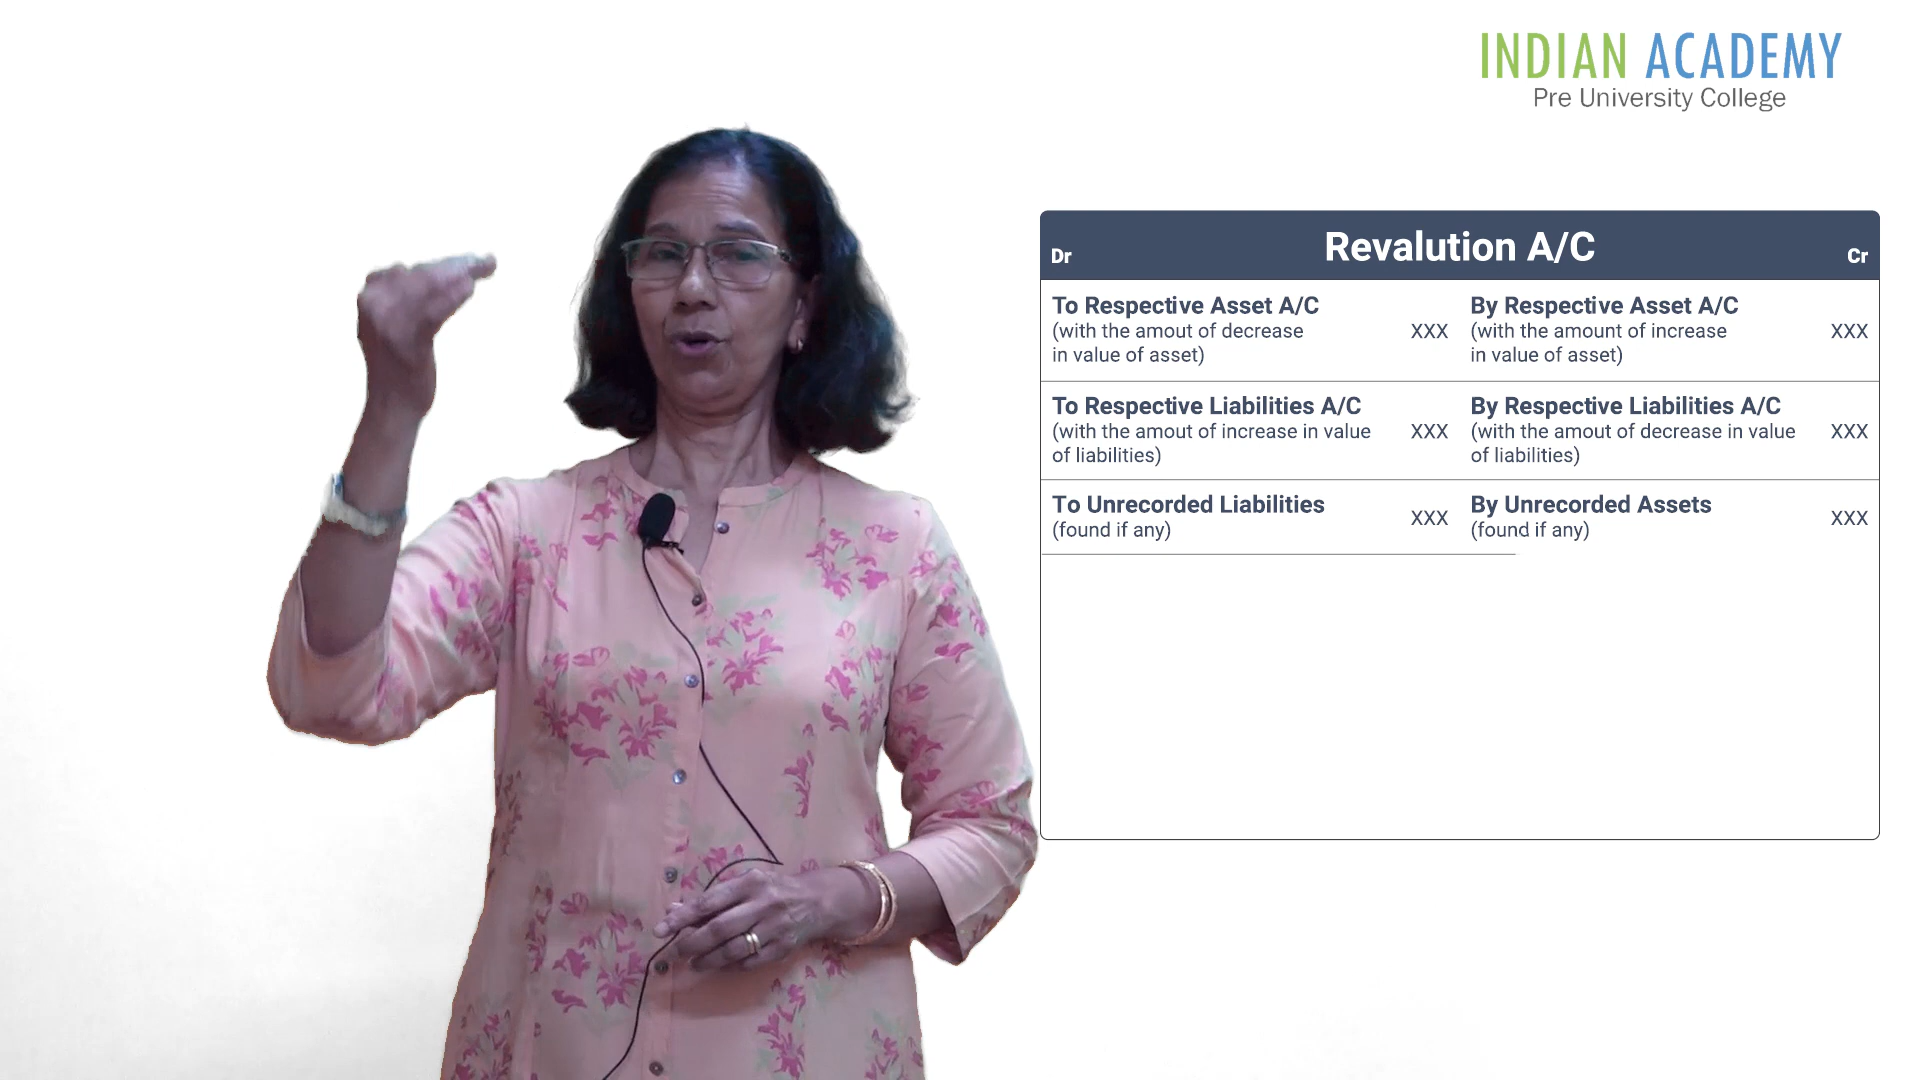 INDIAN ACADEMY
Pre University College
Dr Revalution A/C Cr
To Respective Asset A/C
(with the amout of decrease
in value of asset)
XXX
By Respective Asset A/C
(with the amount of increase
in value of asset)
XXX
To Respective Liabilities A/C
(with the amout of increase in value
of liabilities)
XXX
By Respective Liabilities A/C
(with the amout of decrease in value
of liabilities)
XXX
To Unrecorded Liabilities
(found if any)
XXX
By Unrecorded Assets
(found if any)
XXX